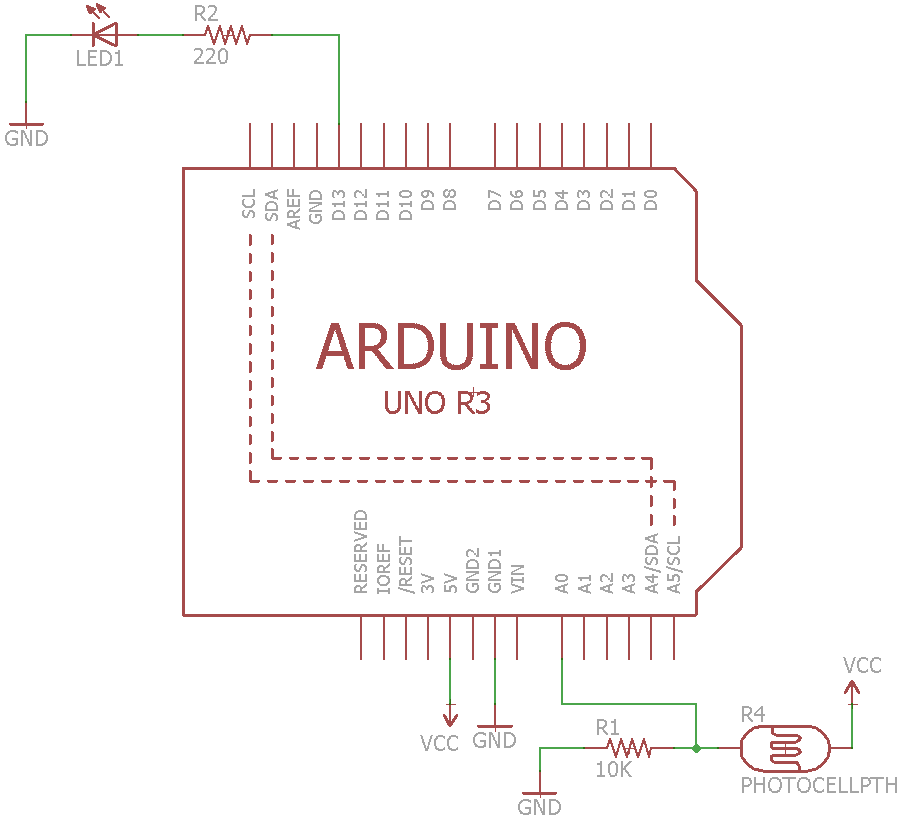 R2
LED1
220
GND
SCL
SDA
AREF
GND
D13
D12
D11
D10
D9
D8
D7
D6
D5
D4
D3
D2
D1
D0
ARDUINO
UNO R3
RESERVED
IOREF
/RESET
3V
5V
GND2
GND1
VIN
A0
A1
A2
A3
A4/SDA
A5/SCL
VCC
GND
VCC
R4
R1
10K
PHOTOCELLPTH
GND